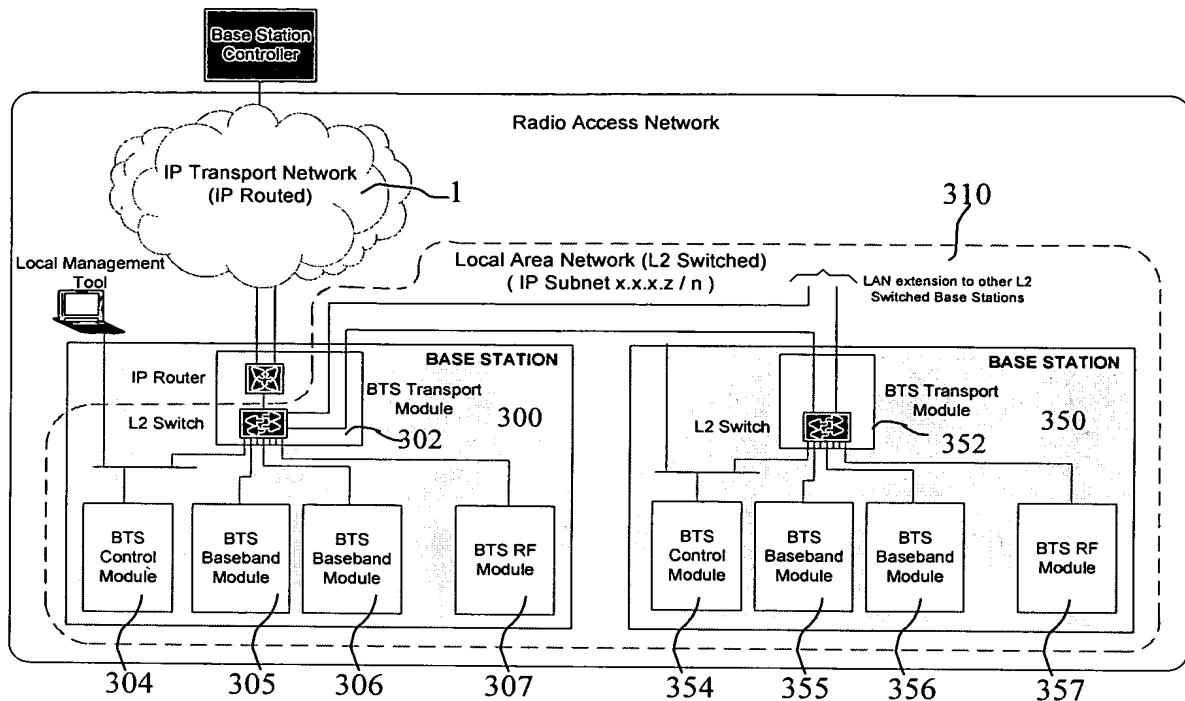 Base Station
Controller
Radio Access Network
IP Transport Network
(IP Routed)
1
310
Local Management
Tool
Local Area Network (L2 Switched)
( IP Subnet x.x.x.z / n )
LAN extension to other L2
Switched Base Stations
BASE STATION
IP Router
BTS Transport
Module
300
L2 Switch
302
BASE STATION
BTS Transport
Module
350
L2 Switch
352
BTS
Control
Module
BTS
Baseband
Module
BTS
Baseband
Module
BTS RF
Module
BTS
Control
Module
BTS
Baseband
Module
BTS
Baseband
Module
BTS RF
Module
304
305
306
307
354
355
356
357